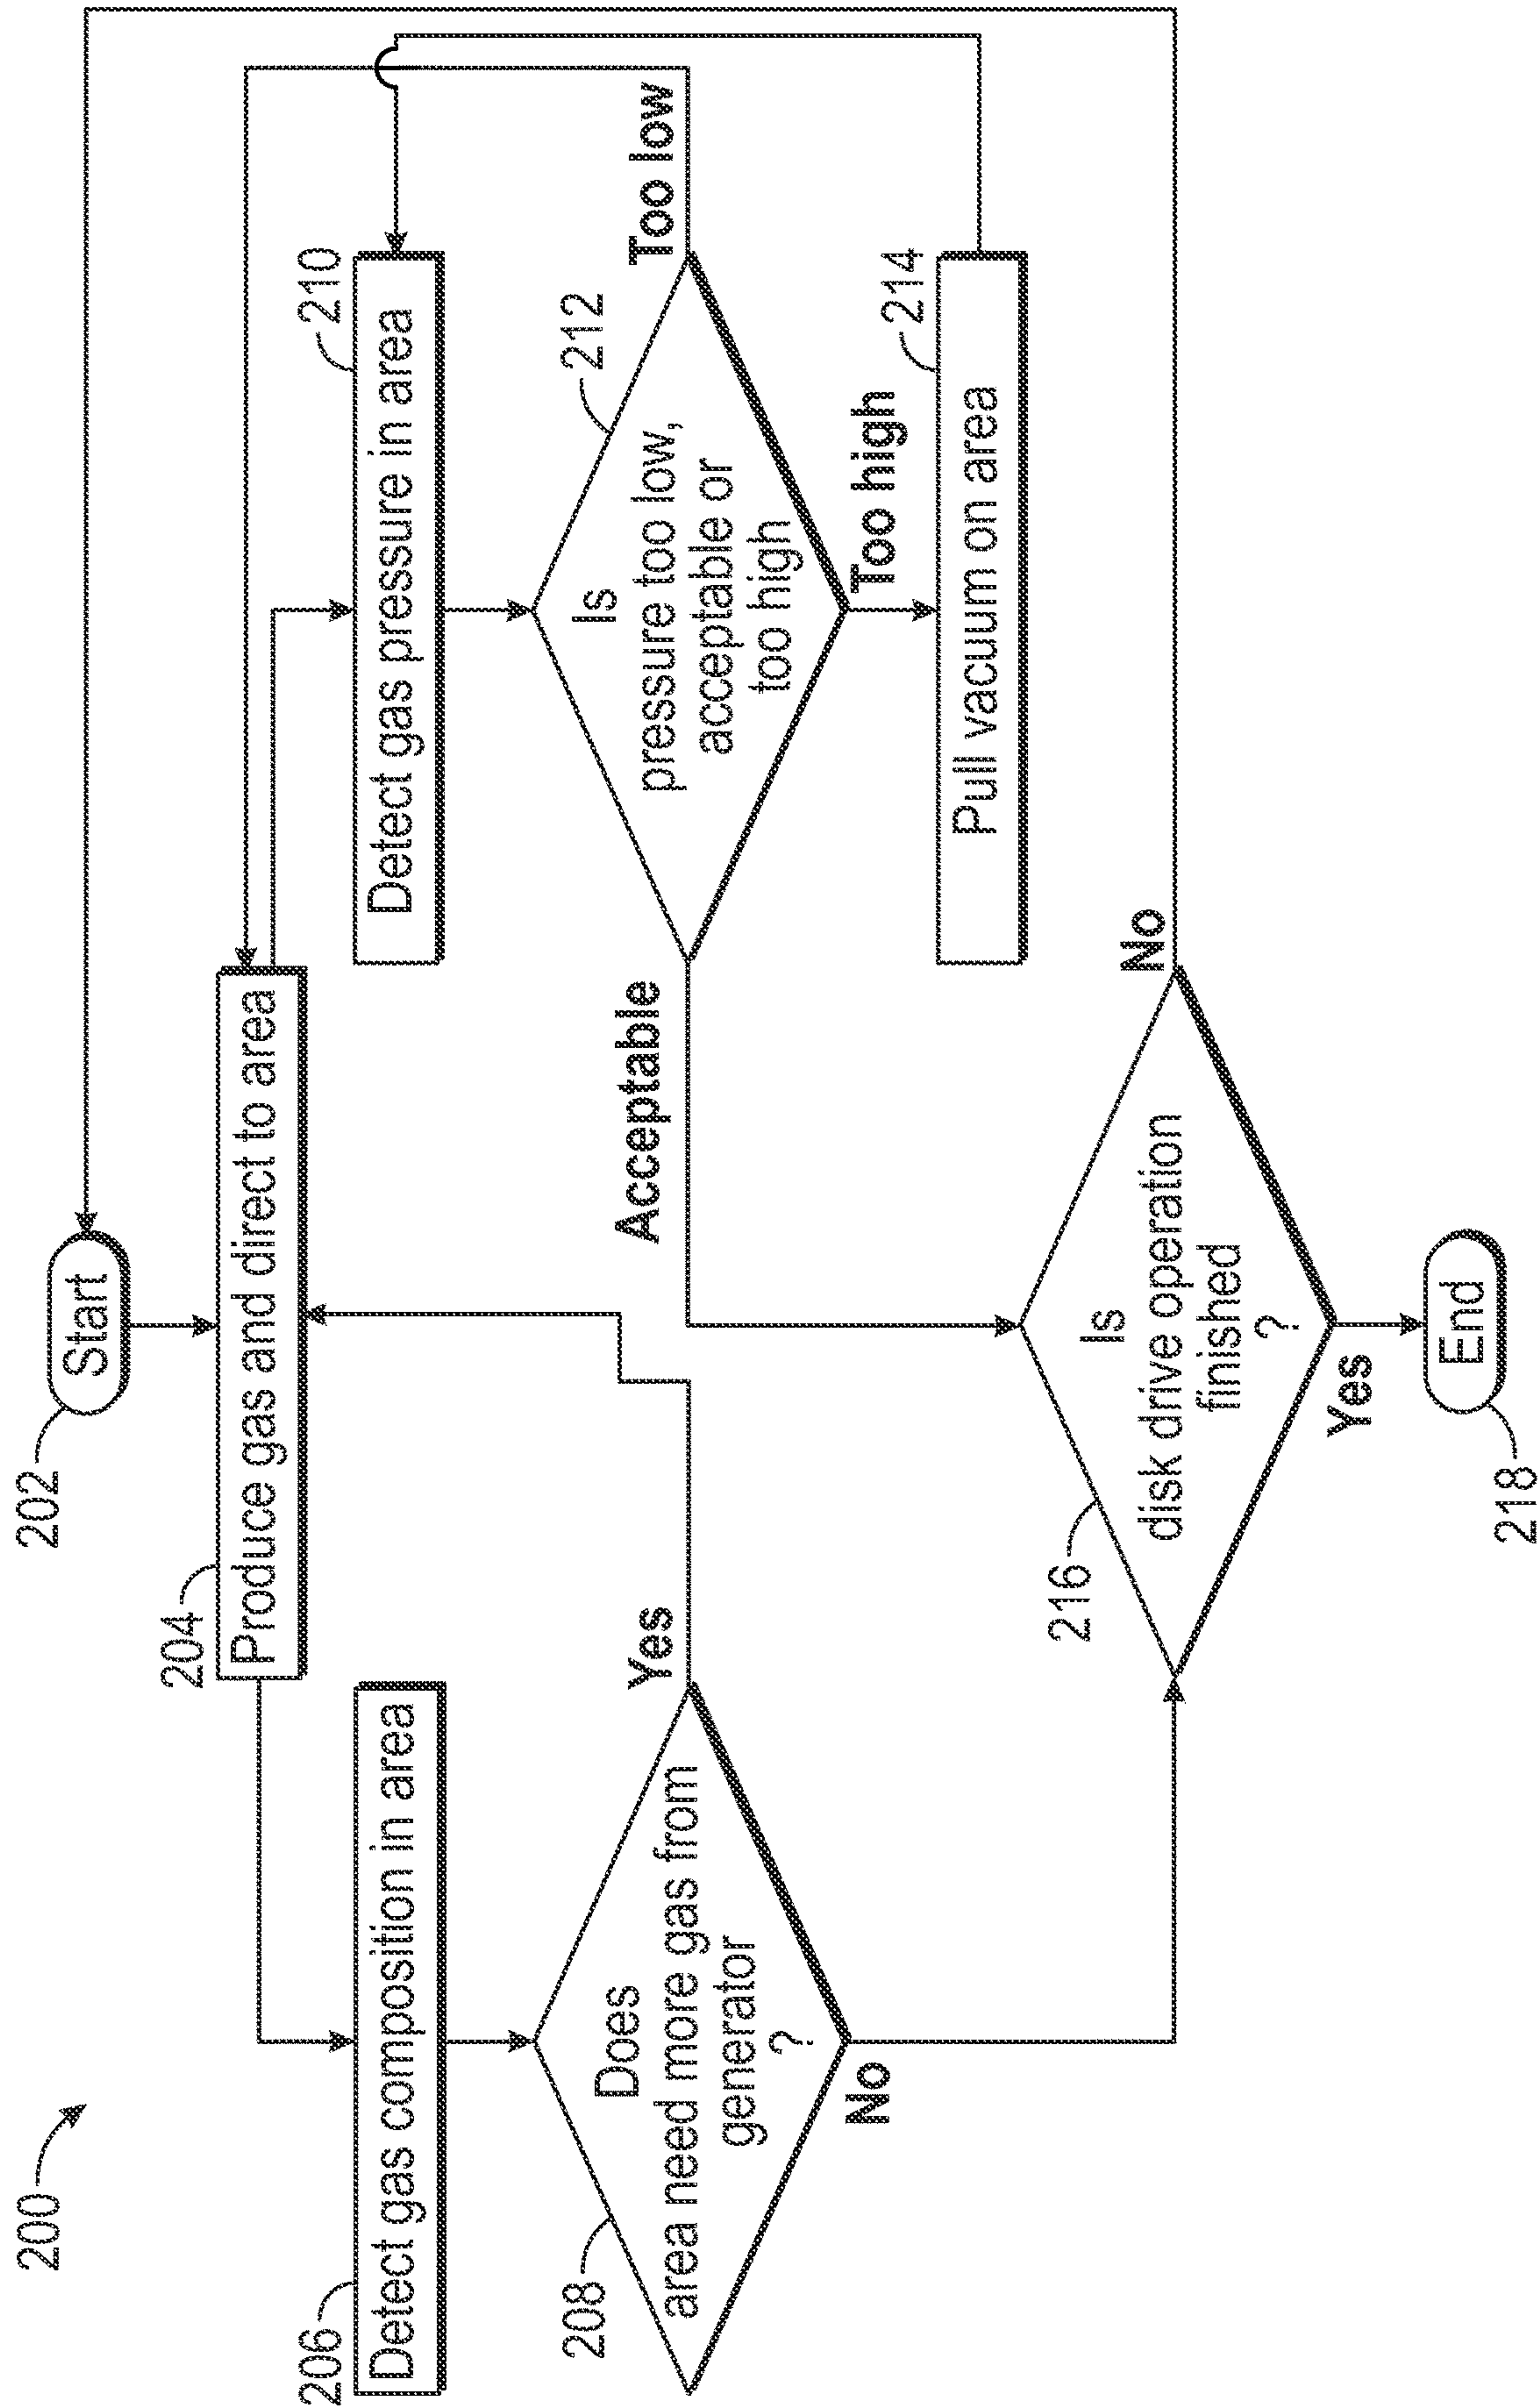 200
202
Start
204
Produce gas and direct to area
206
Detect gas composition in area
210
Detect gas pressure in area
208
Does
area need more gas from
generator
?
Yes
No
212
Is
pressure too low,
acceptable or
too high
Too low
Acceptable
Too high
214
Pull vacuum on area
216
Is
disk drive operation
finished
?
No
Yes
218
End